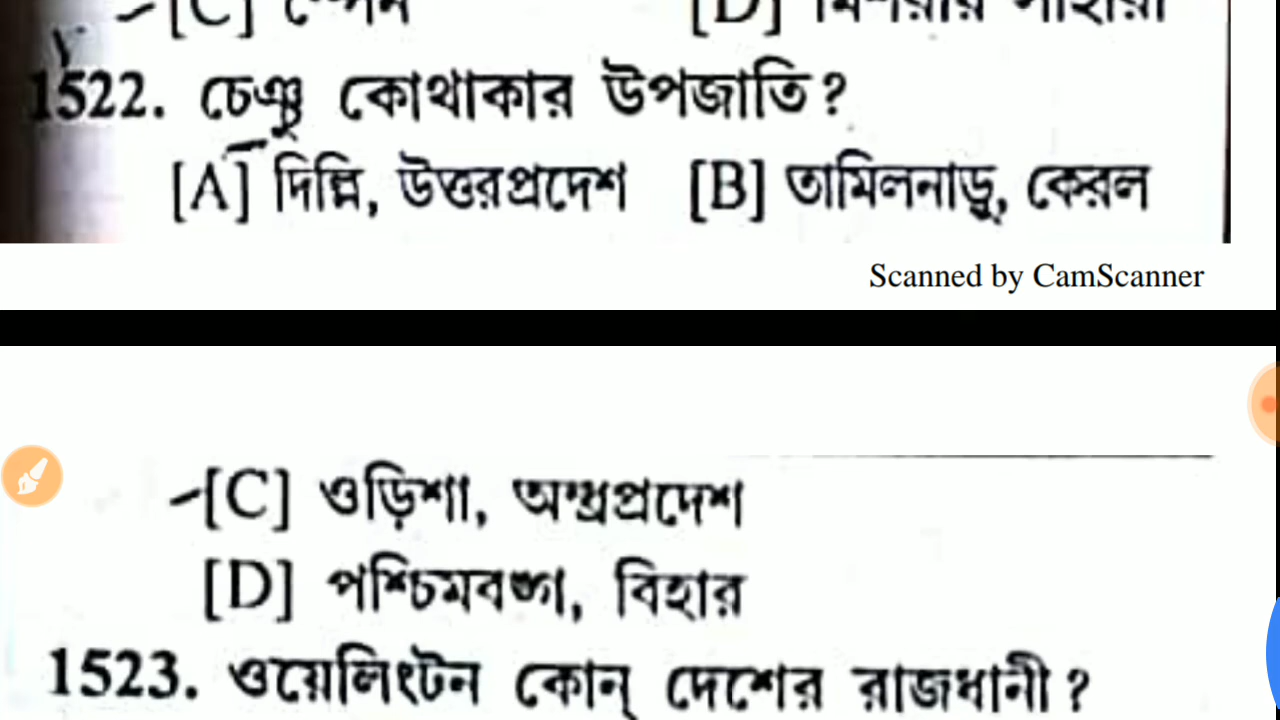 [C] স্পেন [D] মিশরীয় সাহারা
1522. চেঞ্চু কোথাকার উপজাতি?
[A] দিল্লি, উত্তরপ্রদেশ [B] তামিলনাড়ু, কেরল
Scanned by CamScanner
[C] ওড়িশা, অন্ধ্রপ্রদেশ
[D] পশ্চিমবঙ্গ, বিহার
1523. ওয়েলিংটন কোন্ দেশের রাজধানী?